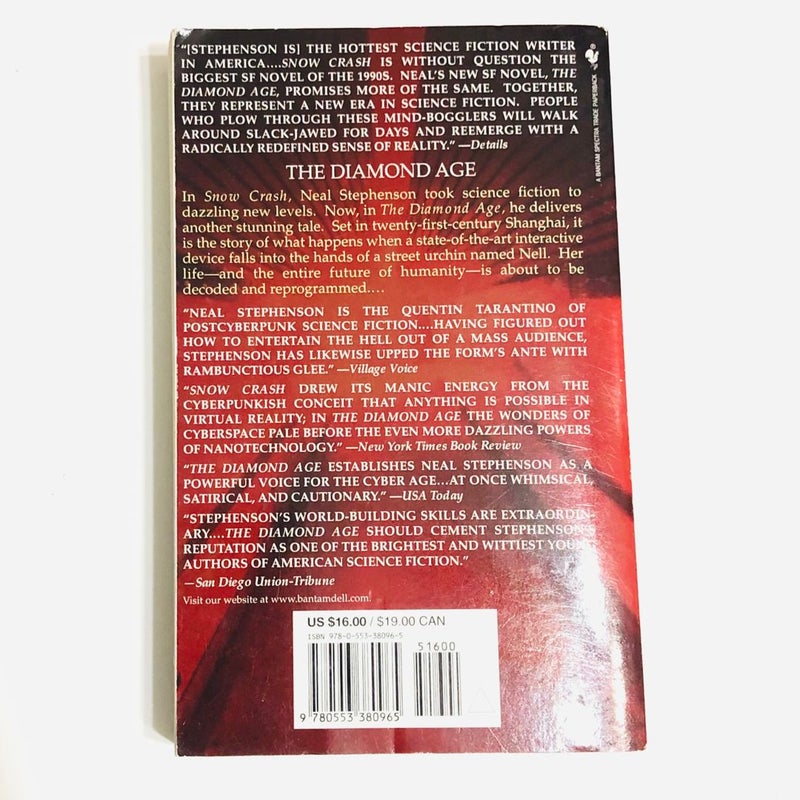 "[STEPHENSON IS] THE HOTTEST SCIENCE FICTION WRITER
IN AMERICA....SNOW CRASH IS WITHOUT QUESTION THE
BIGGEST SF NOVEL OF THE 1990S. NEAL'S NEW SF NOVEL, THE
DIAMOND AGE, PROMISES MORE OF THE SAME. TOGETHER,
THEY REPRESENT A NEW ERA IN SCIENCE FICTION. PEOPLE
WHO PLOW THROUGH THESE MIND-BOGGLERS WILL WALK
AROUND SLACK-JAWED FOR DAYS AND REEMERGE WITH A
RADICALLY REDEFINED SENSE OF REALITY." —Details
A BANTAM SPECTRA TRADE PAPERBACK
THE DIAMOND AGE
In Snow Crash, Neal Stephenson took science fiction to
dazzling new levels. Now, in The Diamond Age, he delivers
another stunning tale. Set in twenty-first-century Shanghai, it
is the story of what happens when a state-of-the-art interactive
device falls into the hands of a street urchin named Nell. Her
life—and the entire future of humanity—is about to be
decoded and reprogrammed....
"NEAL STEPHENSON IS THE QUENTIN TARANTINO OF
POSTCYBERPUNK SCIENCE FICTION....HAVING FIGURED OUT
HOW TO ENTERTAIN THE HELL OUT OF A MASS AUDIENCE,
STEPHENSON HAS LIKEWISE UPPED THE FORM'S ANTE WITH
RAMBUNCTIOUS GLEE." —Village Voice
"SNOW CRASH DREW ITS MANIC ENERGY FROM THE
CYBERPUNKISH CONCEIT THAT ANYTHING IS POSSIBLE IN
VIRTUAL REALITY; IN THE DIAMOND AGE THE WONDERS OF
CYBERSPACE PALE BEFORE THE EVEN MORE DAZZLING POWERS
OF NANOTECHNOLOGY." —New York Times Book Review
"THE DIAMOND AGE ESTABLISHES NEAL STEPHENSON AS A
POWERFUL VOICE FOR THE CYBER AGE...AT ONCE WHIMSICAL,
SATIRICAL, AND CAUTIONARY." —USA Today
"STEPHENSON'S WORLD-BUILDING SKILLS ARE EXTRAORDIN-
ARY....THE DIAMOND AGE SHOULD CEMENT STEPHENSON'S
REPUTATION AS ONE OF THE BRIGHTEST AND WITTIEST YOUNG
AUTHORS OF AMERICAN SCIENCE FICTION."
—San Diego Union-Tribune
Visit our website at www.bantamdell.com.
US $16.00 / $19.00 CAN
ISBN 978-0-553-38096-5
51600
9 780553 380965